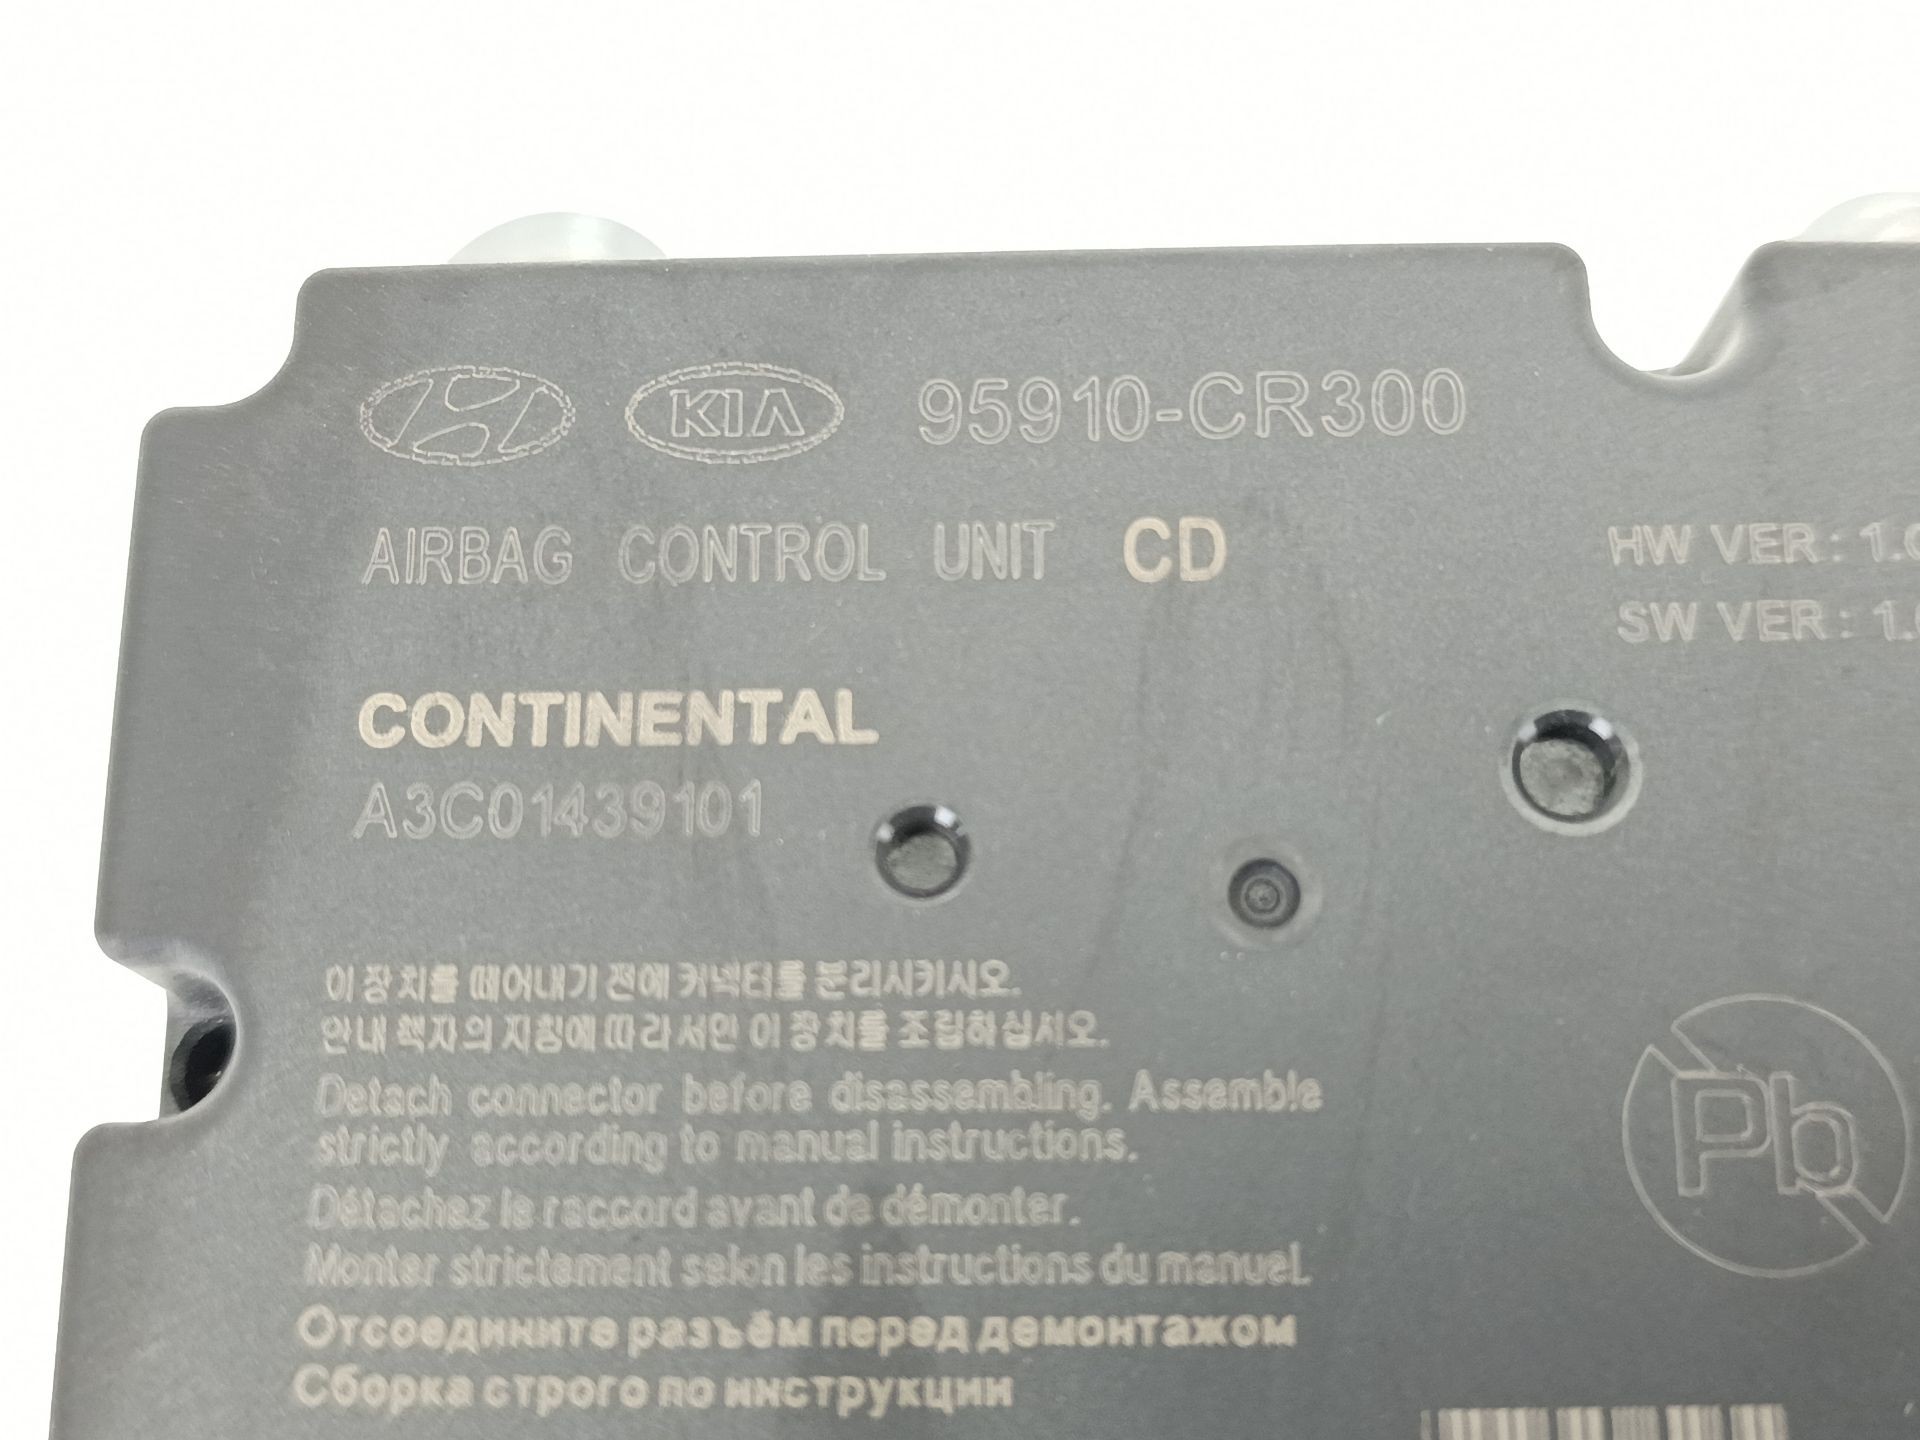 KIA 95910-CR300
AIRBAG CONTROL UNIT CD
HW VER : 1.
SW VER : 1.
CONTINENTAL
A3C01439101
이 장치를 떼어내기 전에 커넥터를 분리시키시오.
안내 책자의 지침에 따라서만 이 장치를 조립하십시오.
Detach connector before disassembling. Assemble
strictly according to manual instructions.
Détachez le raccord avant de démonter.
Monter strictement selon les instructions du manuel.
Pb
Отсоедините разъём перед демонтажом
Сборка строго по инструкции